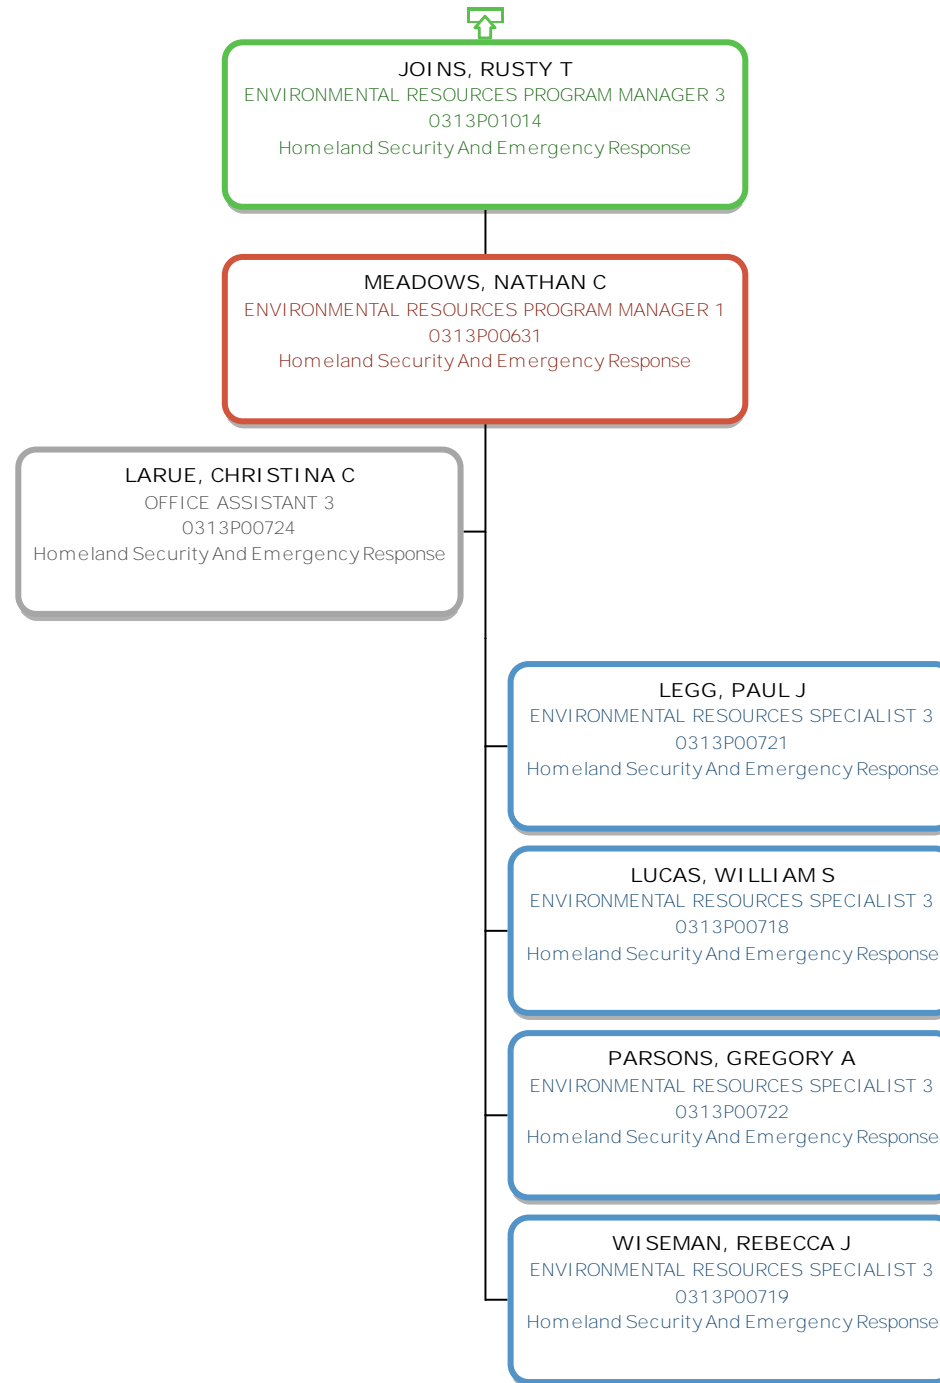 JOINS, RUSTY T
ENVIRONMENTAL RESOURCES PROGRAM MANAGER 3
0313P01014
Homeland Security And Emergency Response
MEADOWS, NATHAN C
ENVIRONMENTAL RESOURCES PROGRAM MANAGER 1
0313P00631
Homeland Security And Emergency Response
LARUE, CHRISTINA C
OFFICE ASSISTANT 3
0313P00724
Homeland Security And Emergency Response
LEGG, PAUL J
ENVIRONMENTAL RESOURCES SPECIALIST 3
0313P00721
Homeland Security And Emergency Response
LUCAS, WILLIAM S
ENVIRONMENTAL RESOURCES SPECIALIST 3
0313P00718
Homeland Security And Emergency Response
PARSONS, GREGORY A
ENVIRONMENTAL RESOURCES SPECIALIST 3
0313P00722
Homeland Security And Emergency Response
WISEMAN, REBECCA J
ENVIRONMENTAL RESOURCES SPECIALIST 3
0313P00719
Homeland Security And Emergency Response